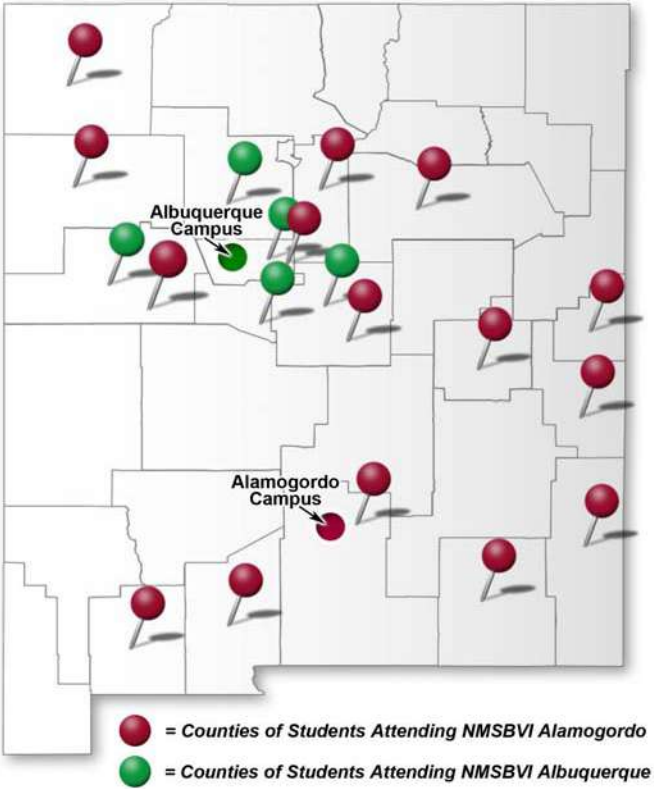 Albuquerque
Campus
Alamogordo
Campus
= Counties of Students Attending NMSBVI Alamogordo
= Counties of Students Attending NMSBVI Albuquerque